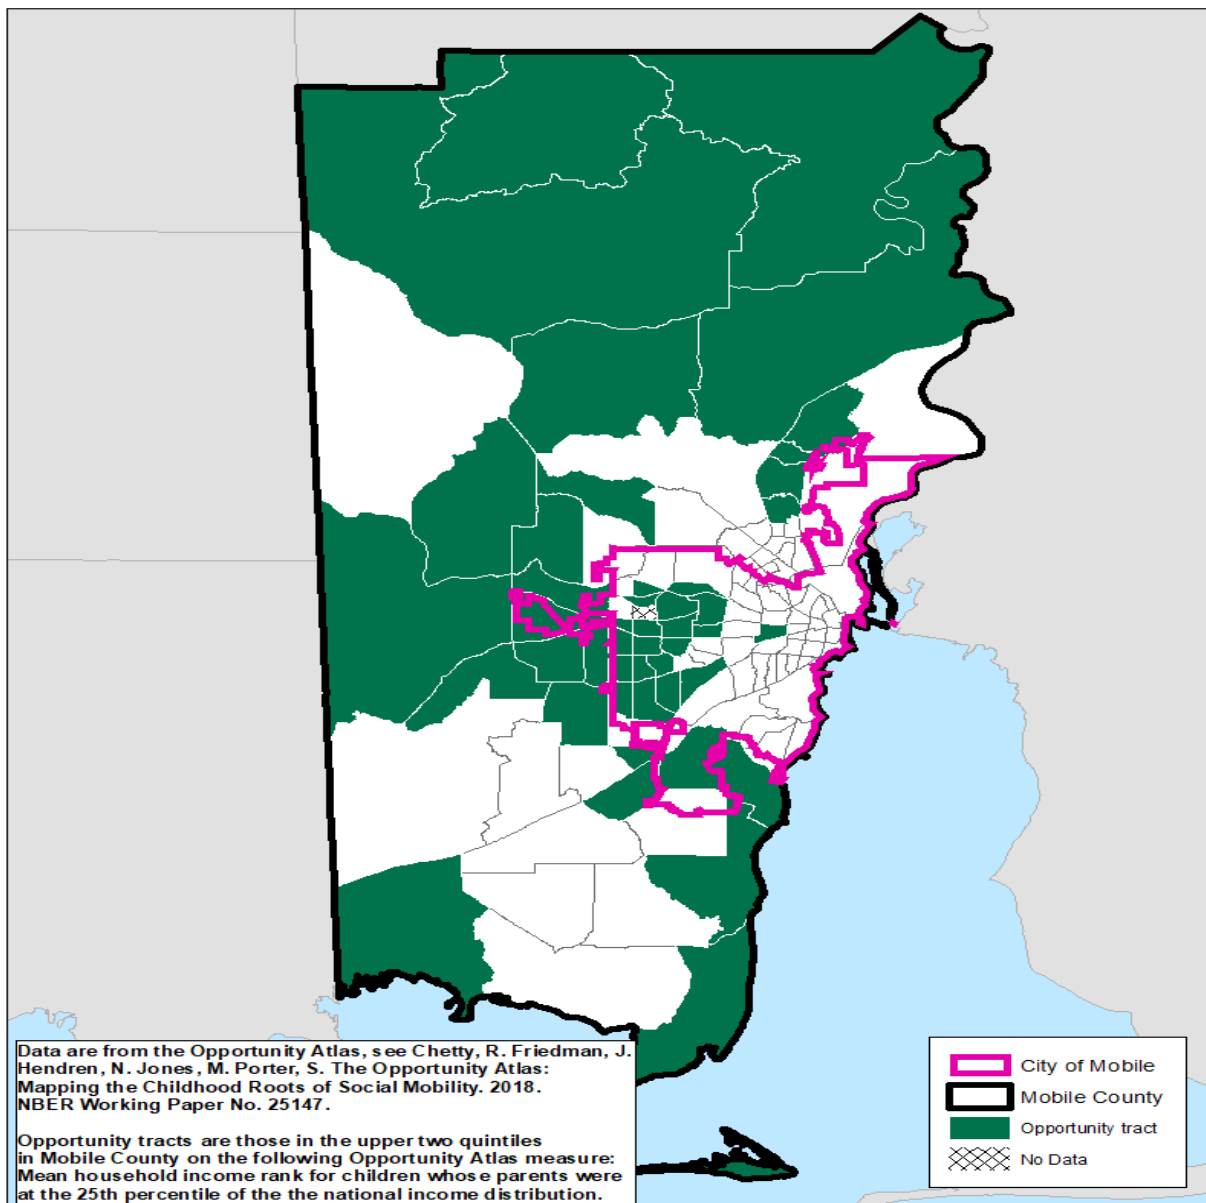 Data are from the Opportunity Atlas, see Chetty, R. Friedman, J.
Hendren, N. Jones, M. Porter, S. The Opportunity Atlas:
Mapping the Childhood Roots of Social Mobility. 2018.
NBER Working Paper No. 25147.
Opportunity tracts are those in the upper two quintiles
in Mobile County on the following Opportunity Atlas measure:
Mean household income rank for children whose parents were
at the 25th percentile of the the national income distribution.
City of Mobile
Mobile County
Opportunity tract
No Data